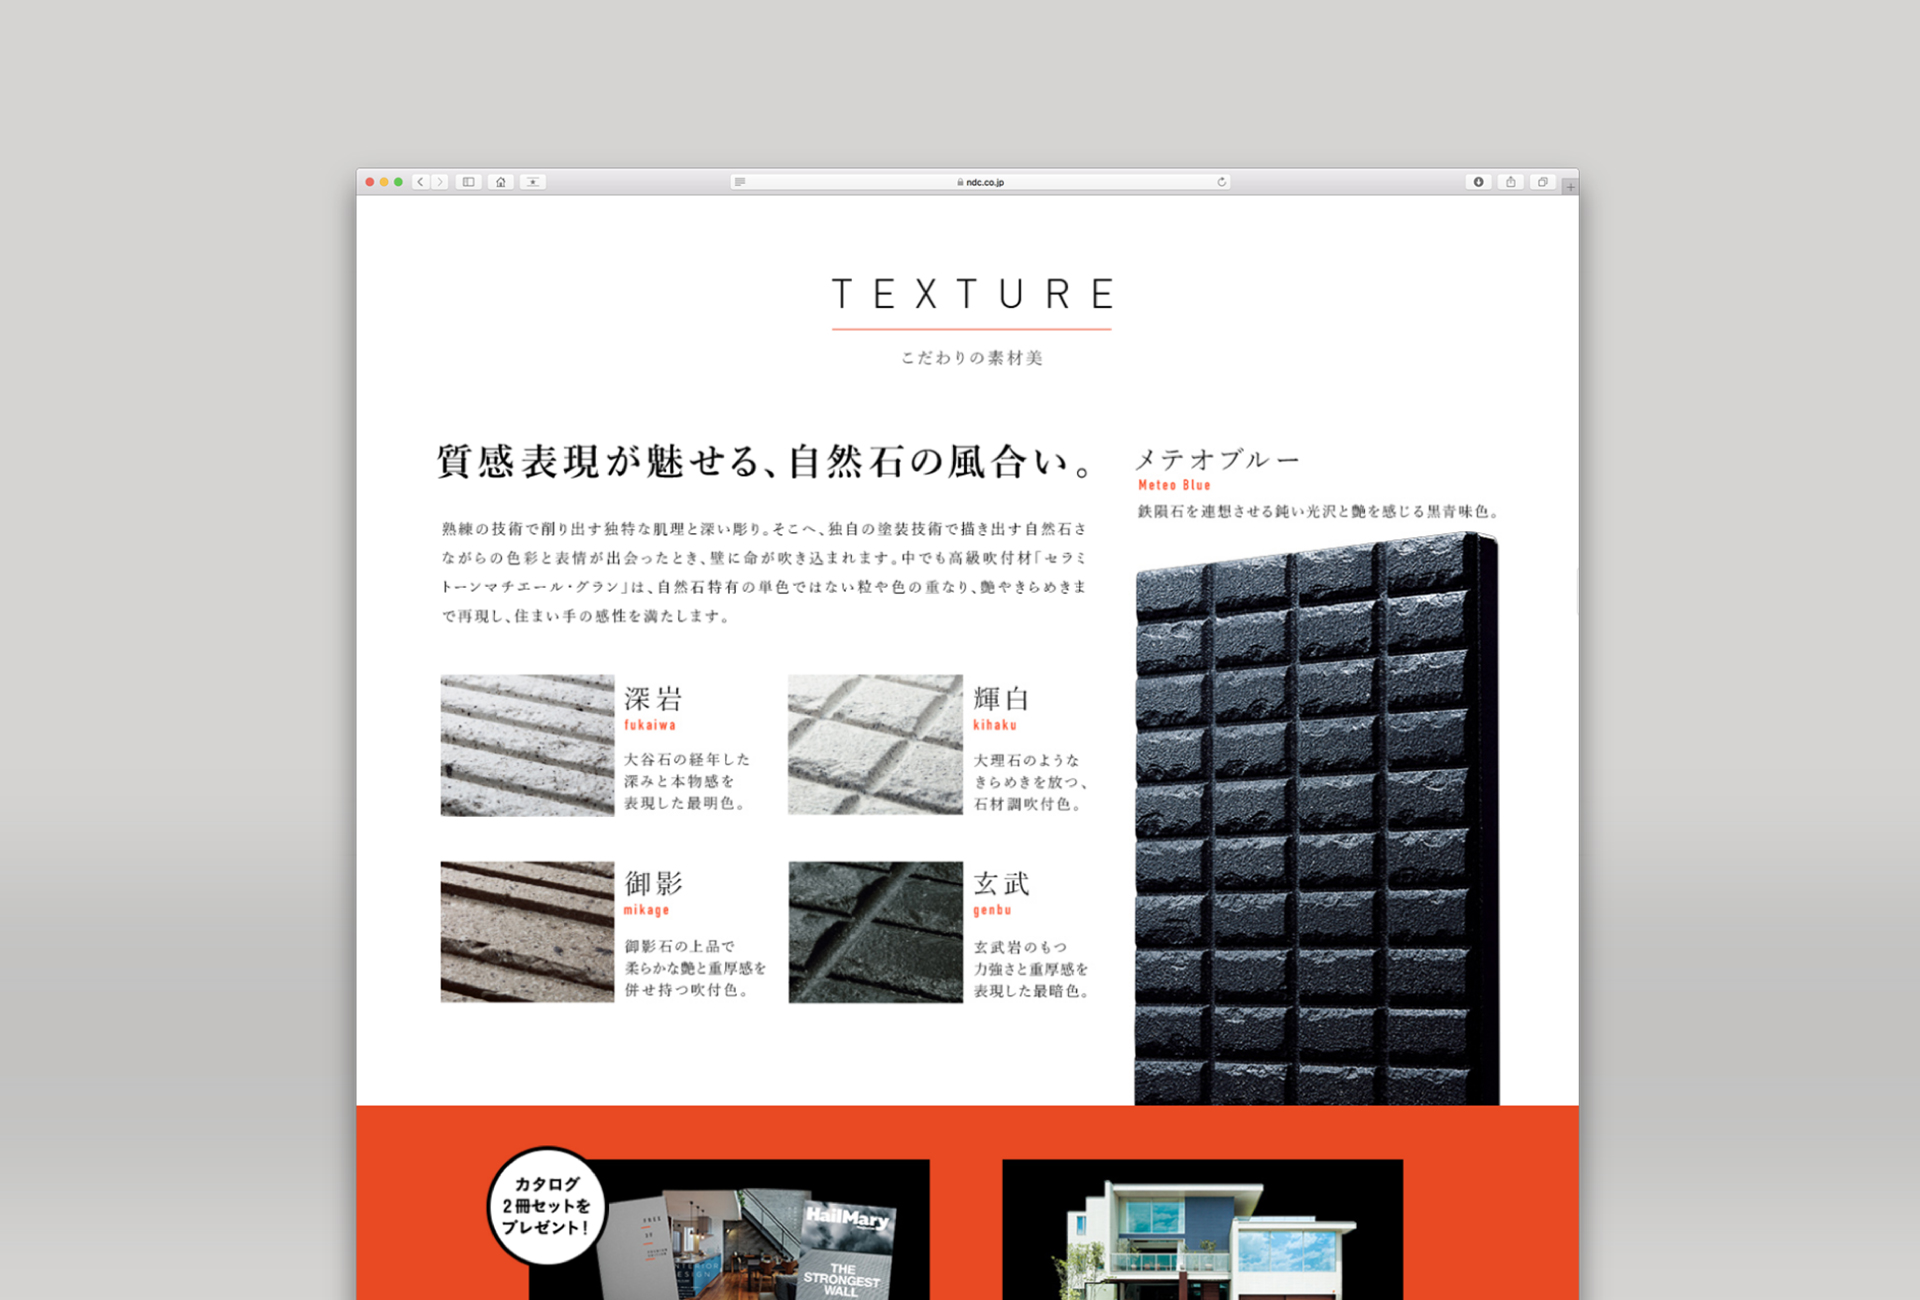 ndc.co.jp
TEXTURE
こだわりの素材美
質感表現が魅せる、自然石の風合い。
熟練の技術で削り出す独特な肌理と深い彫り。そこへ、独自の塗装技術で描き出す自然石さ
ながらの色彩と表情が出会ったとき、壁に命が吹き込まれます。中でも高級吹付材「セラミ
トーンマチエール・グラン」は、自然石特有の単色ではない粒や色の重なり、艶やきらめきま
で再現し、住まい手の感性を満たします。
メテオブルー
Meteo Blue
鉄隕石を連想させる鈍い光沢と艶を感じる黒青味色。
深岩
fukaiwa
大谷石の経年した
深みと本物感を
表現した最明色。
輝白
kihaku
大理石のような
きらめきを放つ、
石材調吹付色。
御影
mikage
御影石の上品で
柔らかな艶と重厚感を
併せ持つ吹付色。
玄武
genbu
玄武岩のもつ
力強さと重厚感を
表現した最暗色。
カタログ
2冊セットを
プレゼント!
INTERIOR
DESIGN
HailMary
THE
STRONGEST
WALL